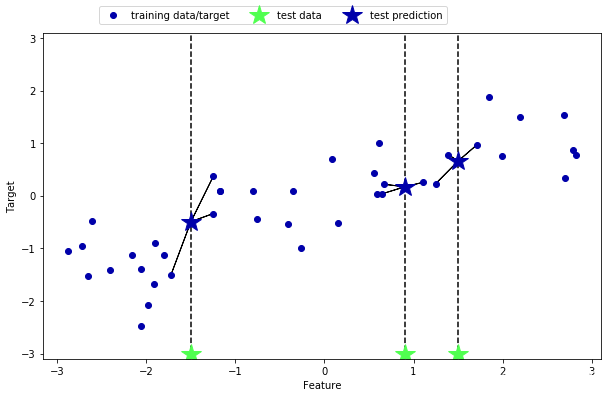 training data/target test data test prediction
3
2
1
0
−1
−2
−3
Target
−3 −2 −1 0 1 2 3
Feature